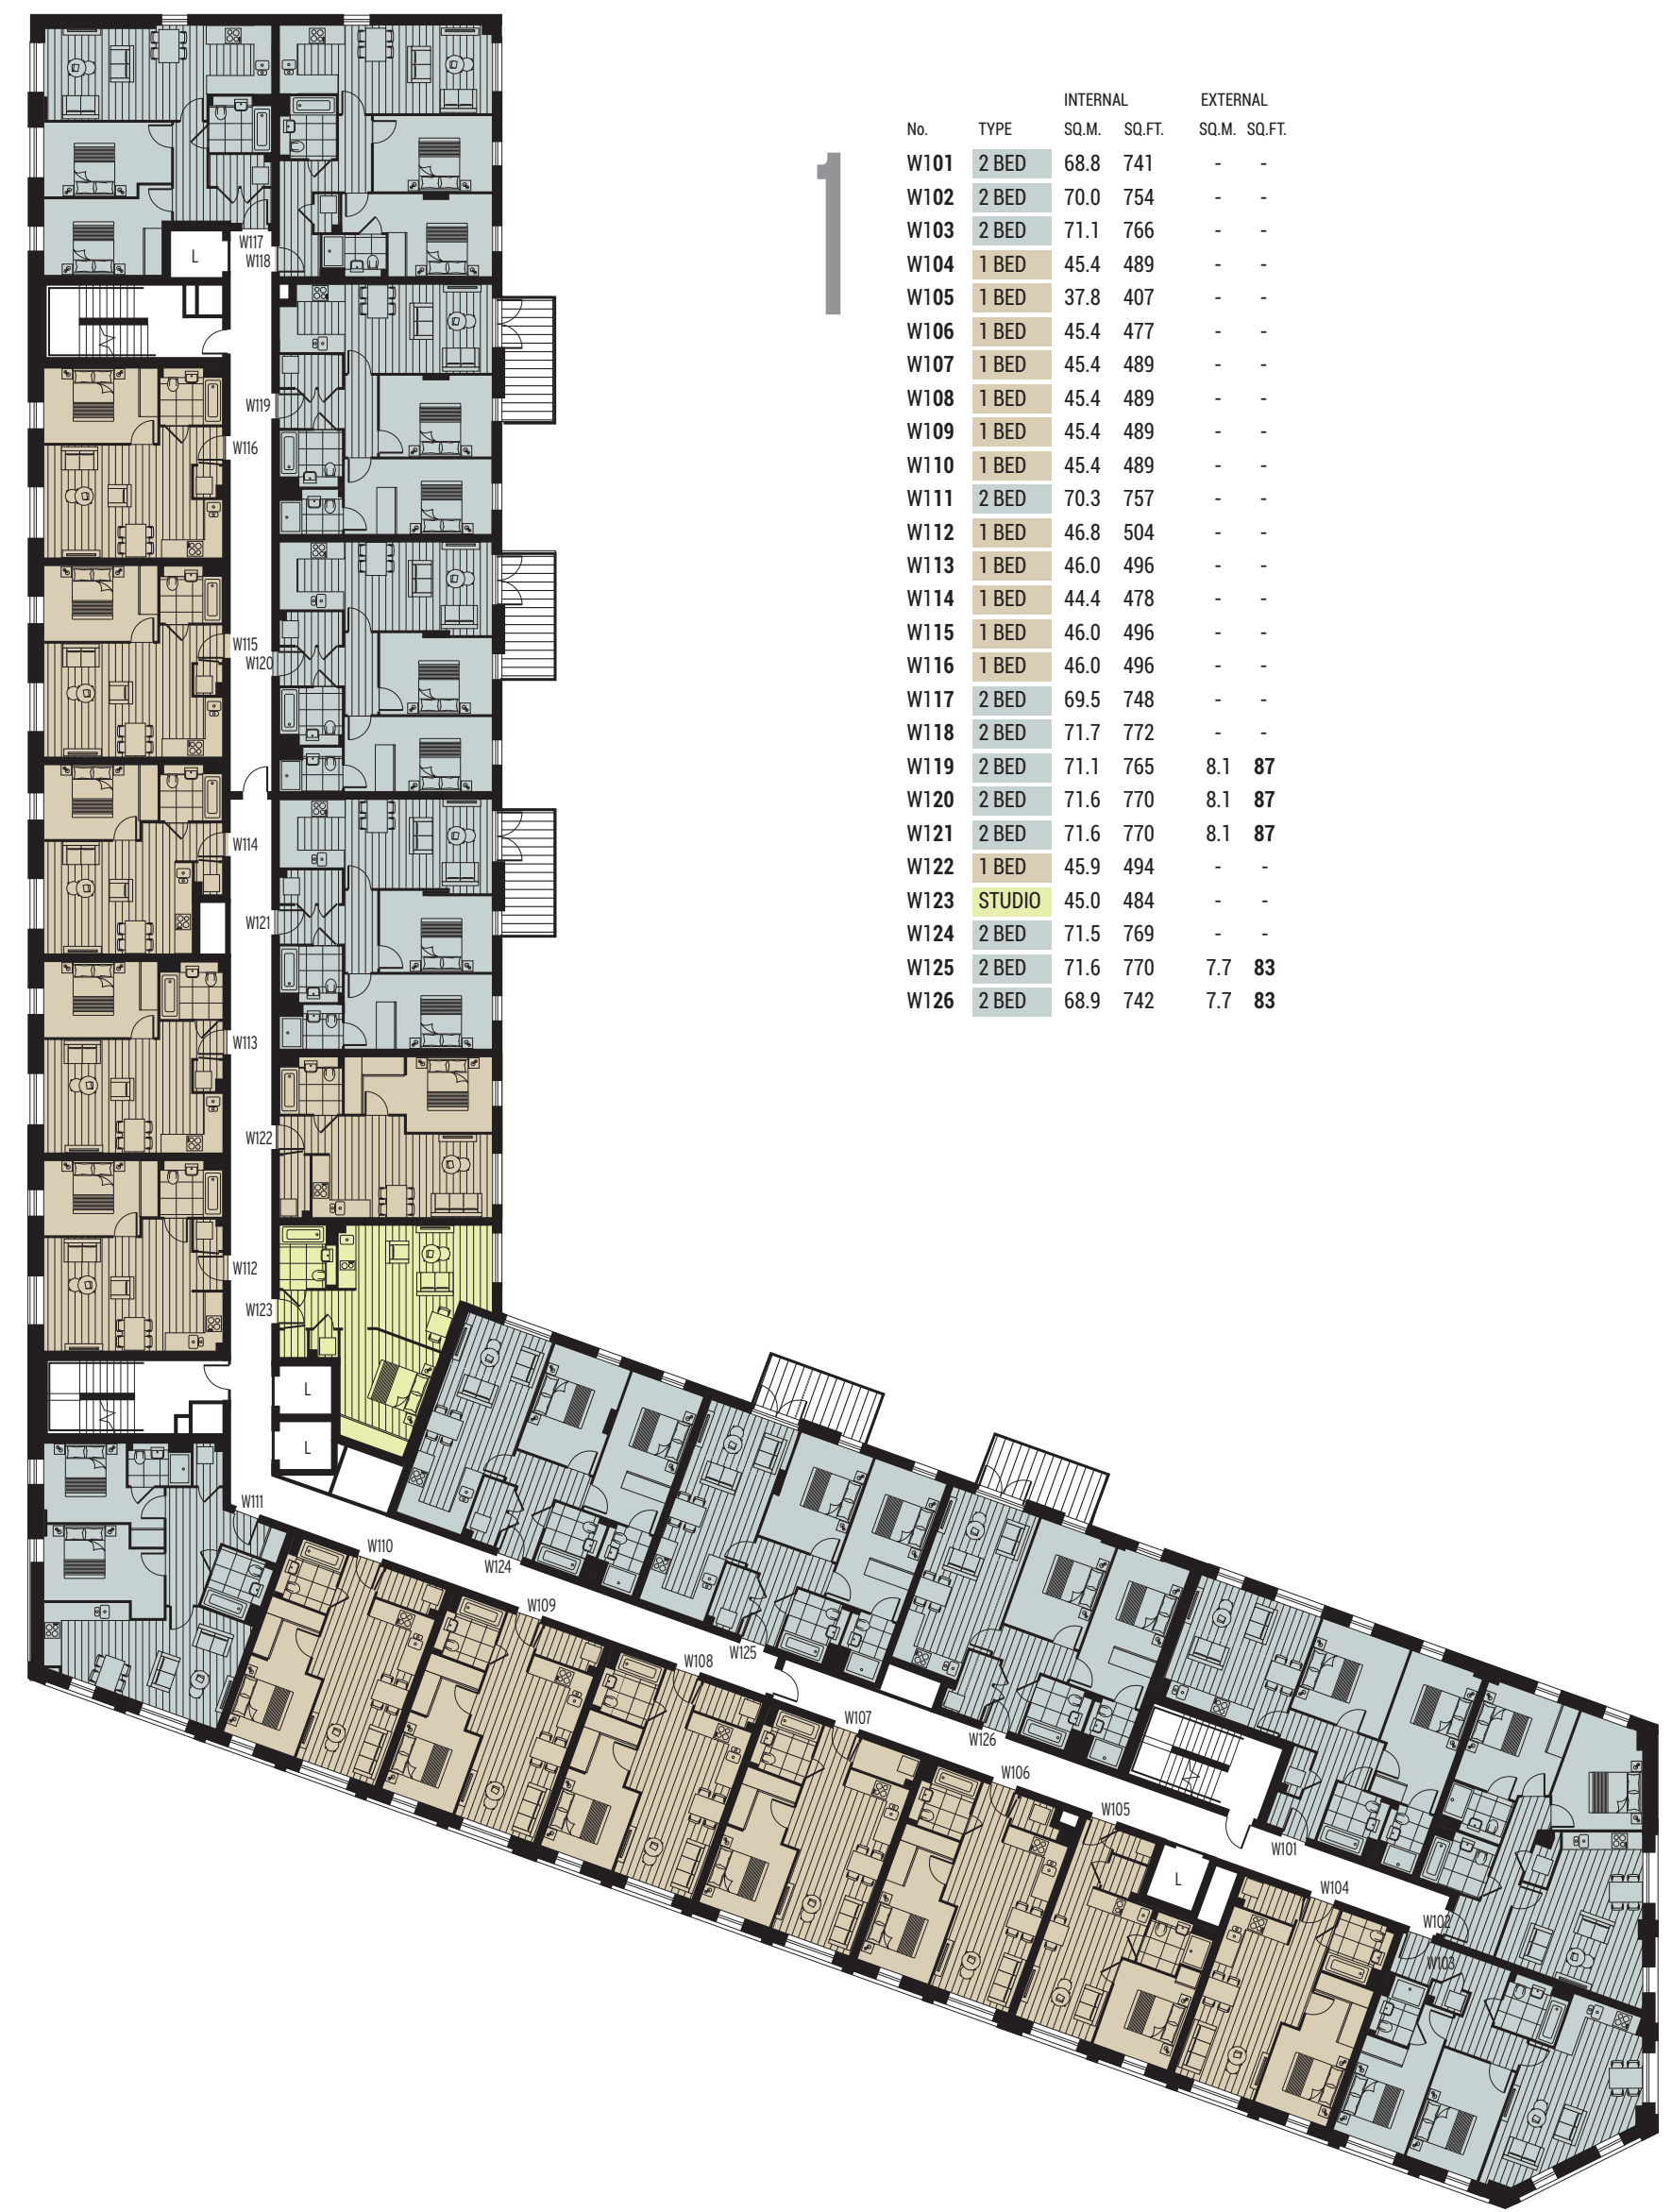 1
INTERNAL EXTERNAL
No. TYPE SQ.M. SQ.FT. SQ.M. SQ.FT.
W101 2 BED 68.8 741 - -
W102 2 BED 70.0 754 - -
W103 2 BED 71.1 766 - -
W104 1 BED 45.4 489 - -
W105 1 BED 37.8 407 - -
W106 1 BED 45.4 477 - -
W107 1 BED 45.4 489 - -
W108 1 BED 45.4 489 - -
W109 1 BED 45.4 489 - -
W110 1 BED 45.4 489 - -
W111 2 BED 70.3 757 - -
W112 1 BED 46.8 504 - -
W113 1 BED 46.0 496 - -
W114 1 BED 44.4 478 - -
W115 1 BED 46.0 496 - -
W116 1 BED 46.0 496 - -
W117 2 BED 69.5 748 - -
W118 2 BED 71.7 772 - -
W119 2 BED 71.1 765 8.1 87
W120 2 BED 71.6 770 8.1 87
W121 2 BED 71.6 770 8.1 87
W122 1 BED 45.9 494 - -
W123 STUDIO 45.0 484 - -
W124 2 BED 71.5 769 - -
W125 2 BED 71.6 770 7.7 83
W126 2 BED 68.9 742 7.7 83
W117
L
W118
W119
W116
W115
W120
W114
W121
W113
W122
W112
W123
L
L
W111
W110
W124
W109
W125
W108
W107
W126
W106
W105
W101
L
W104
W102
W103